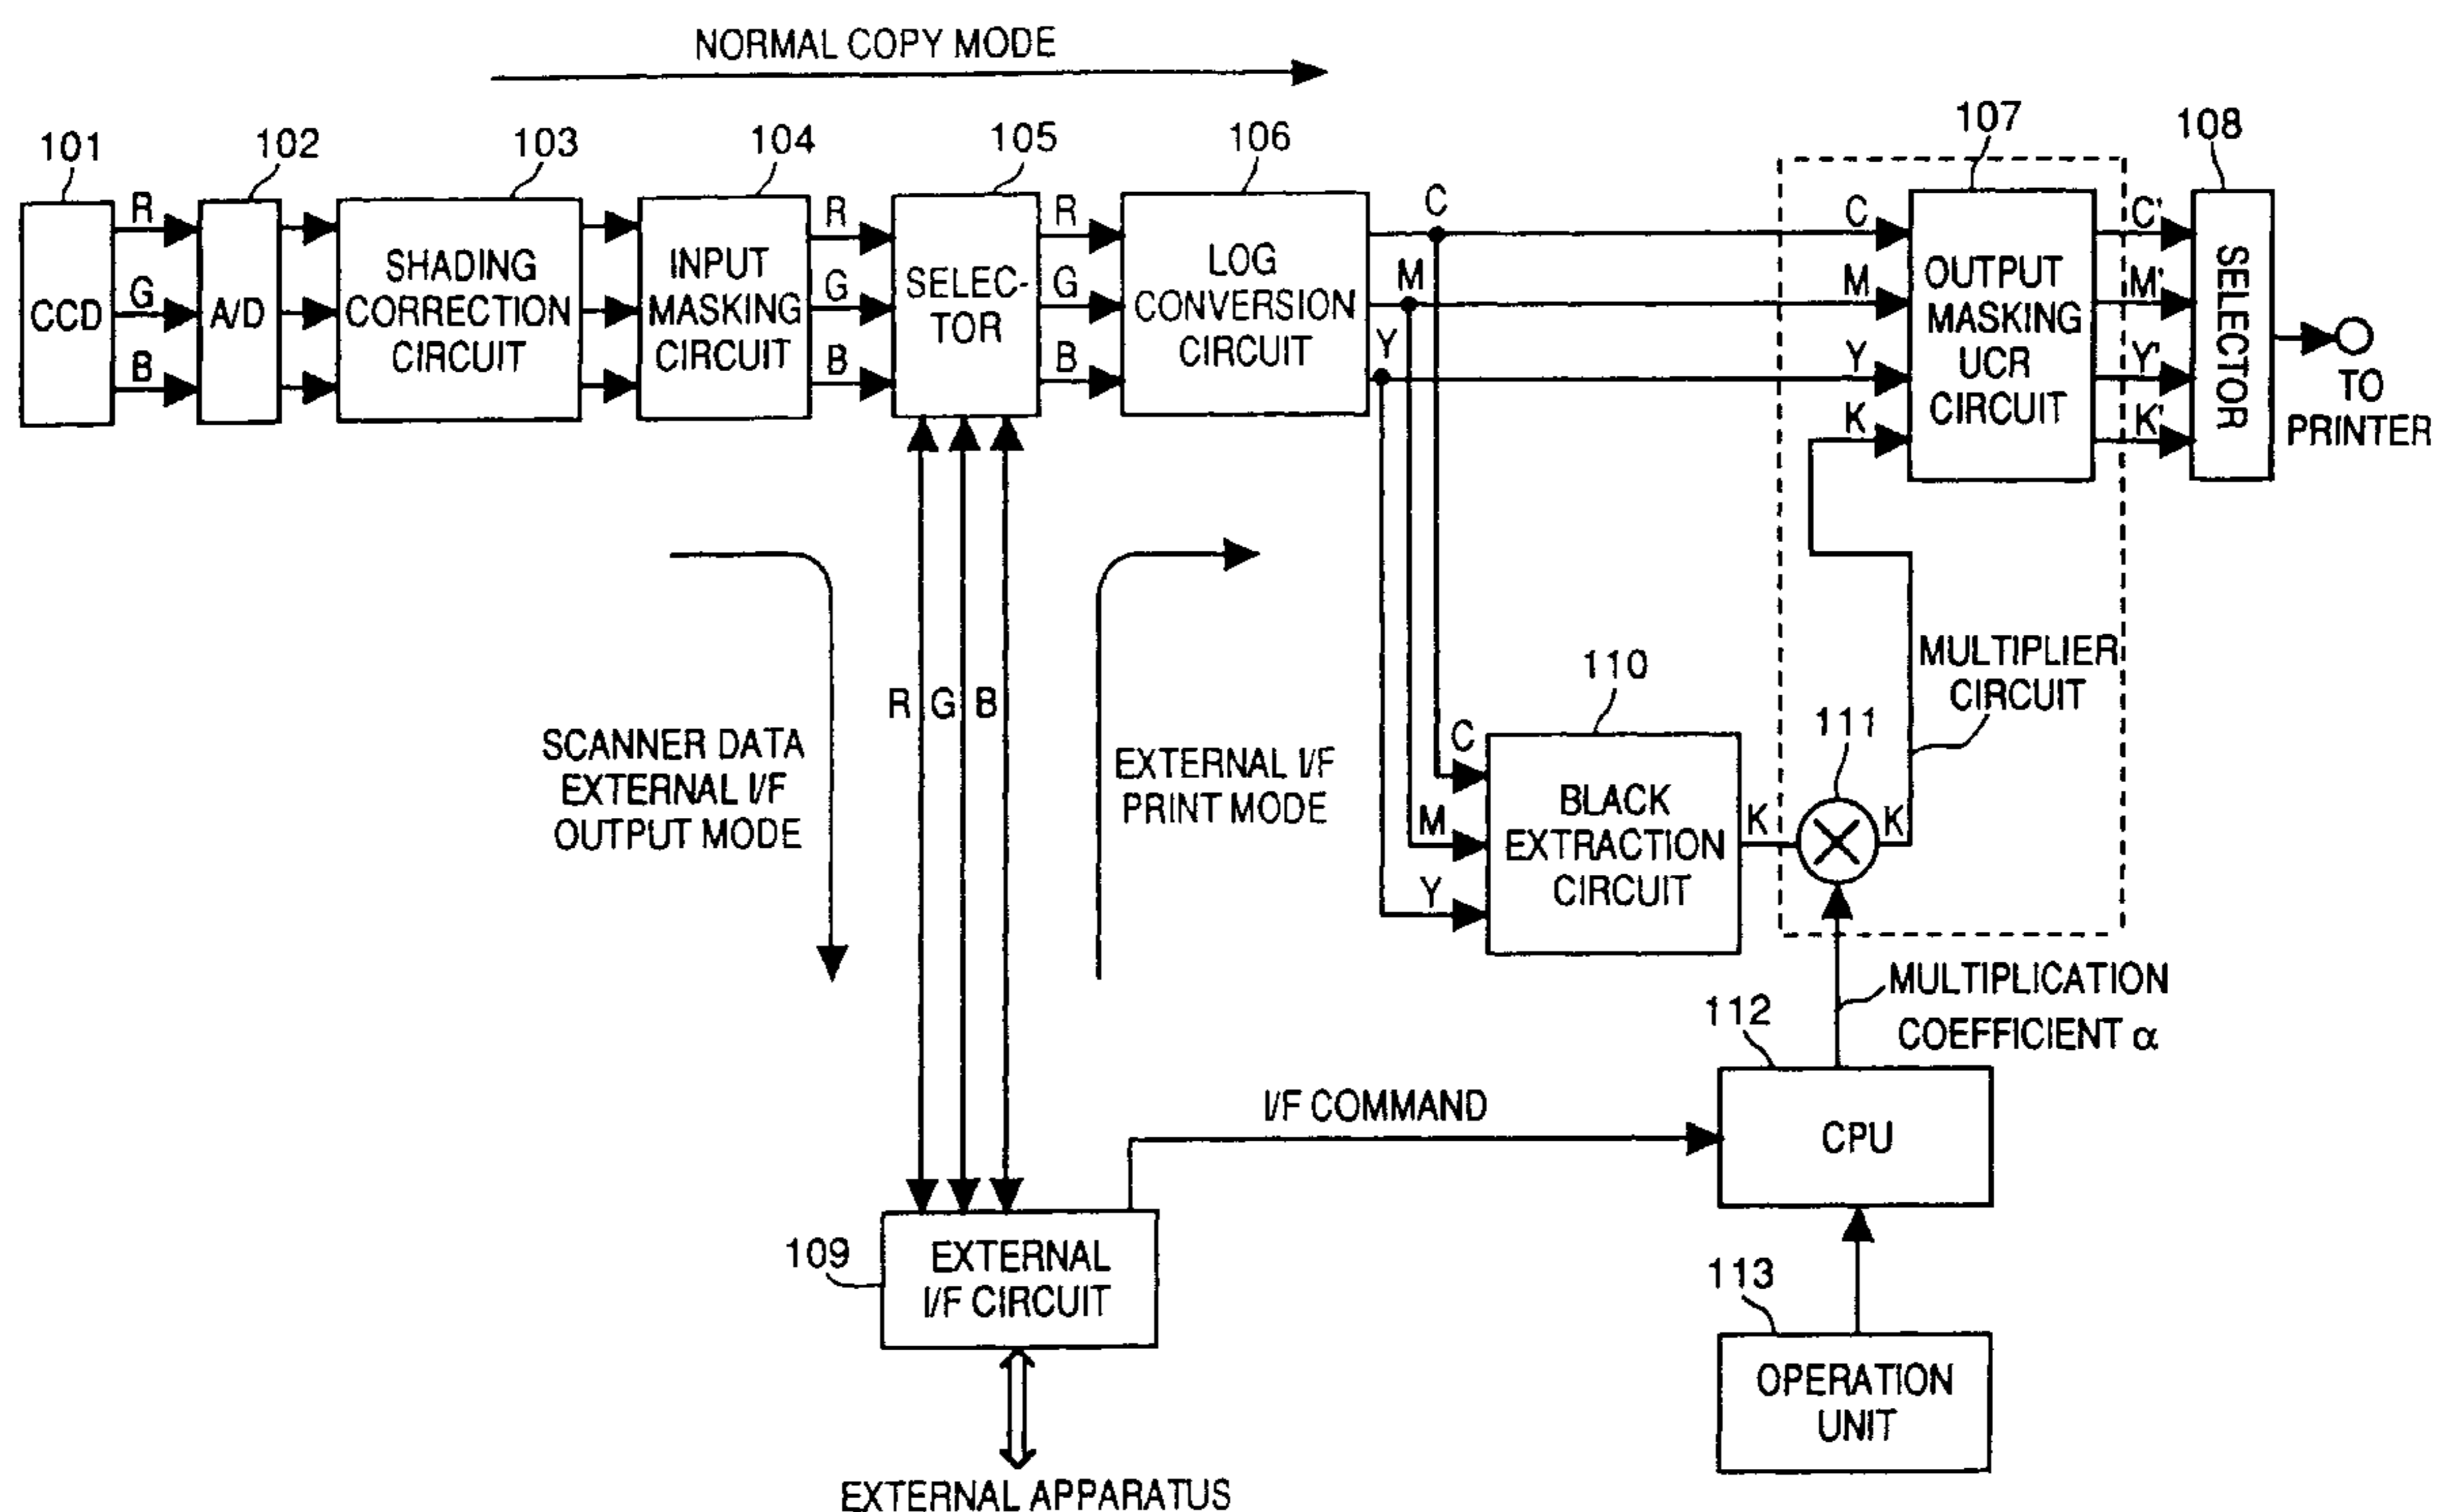 NORMAL COPY MODE
101
102
103
104
105
106
107
108
CCD
R
G
B
A/D
SHADING
CORRECTION
CIRCUIT
INPUT
MASKING
CIRCUIT
R
G
B
SELEC-
TOR
R
G
B
LOG
CONVERSION
CIRCUIT
C
M
Y
C
M
Y
K
OUTPUT
MASKING
UCR
CIRCUIT
C'
M'
Y'
K'
SELECTOR
TO
PRINTER
SCANNER DATA
EXTERNAL I/F
OUTPUT MODE
R G B
EXTERNAL I/F
PRINT MODE
110
C
M
Y
BLACK
EXTRACTION
CIRCUIT
K
111
K
MULTIPLIER
CIRCUIT
MULTIPLICATION
COEFFICIENT α
112
CPU
I/F COMMAND
109
EXTERNAL
I/F CIRCUIT
113
OPERATION
UNIT
EXTERNAL APPARATUS